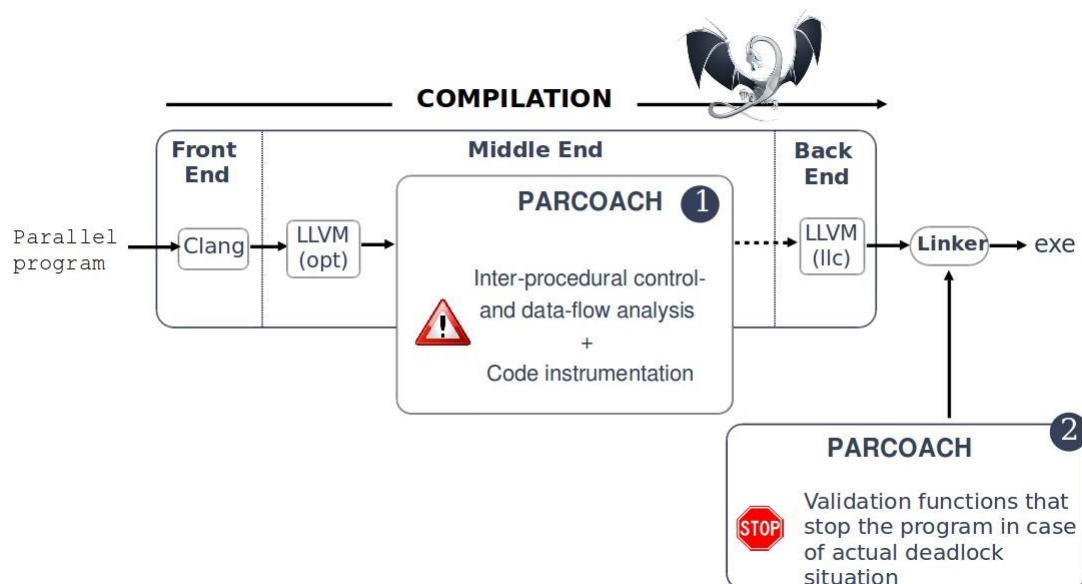 COMPILATION
Front
End
Middle End
Back
End
PARCOACH 1
Parallel
program
Clang
LLVM
(opt)
LLVM
(llc)
Linker
exe
Inter-procedural control-
and data-flow analysis
+
Code instrumentation
PARCOACH 2
STOP
Validation functions that
stop the program in case
of actual deadlock
situation